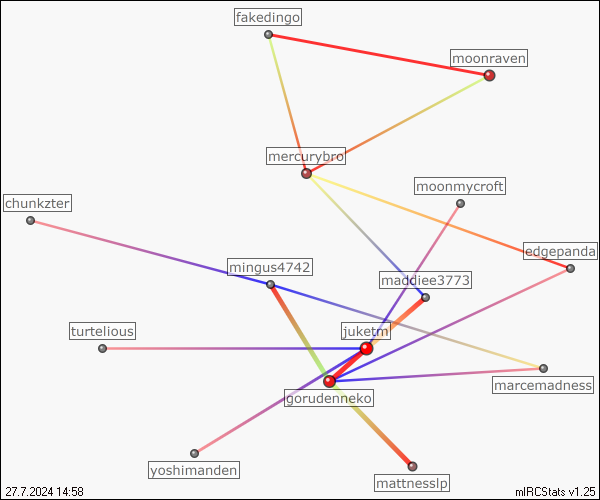 fakedingo
moonraven
mercurybro
moonmycroft
chunkzter
edgepanda
mingus4742
maddiee3773
juketm
turtelious
marcemadness
gorudenneko
yoshimanden
mattnesslp
27.7.2024 14:58
mIRCStats v1.25